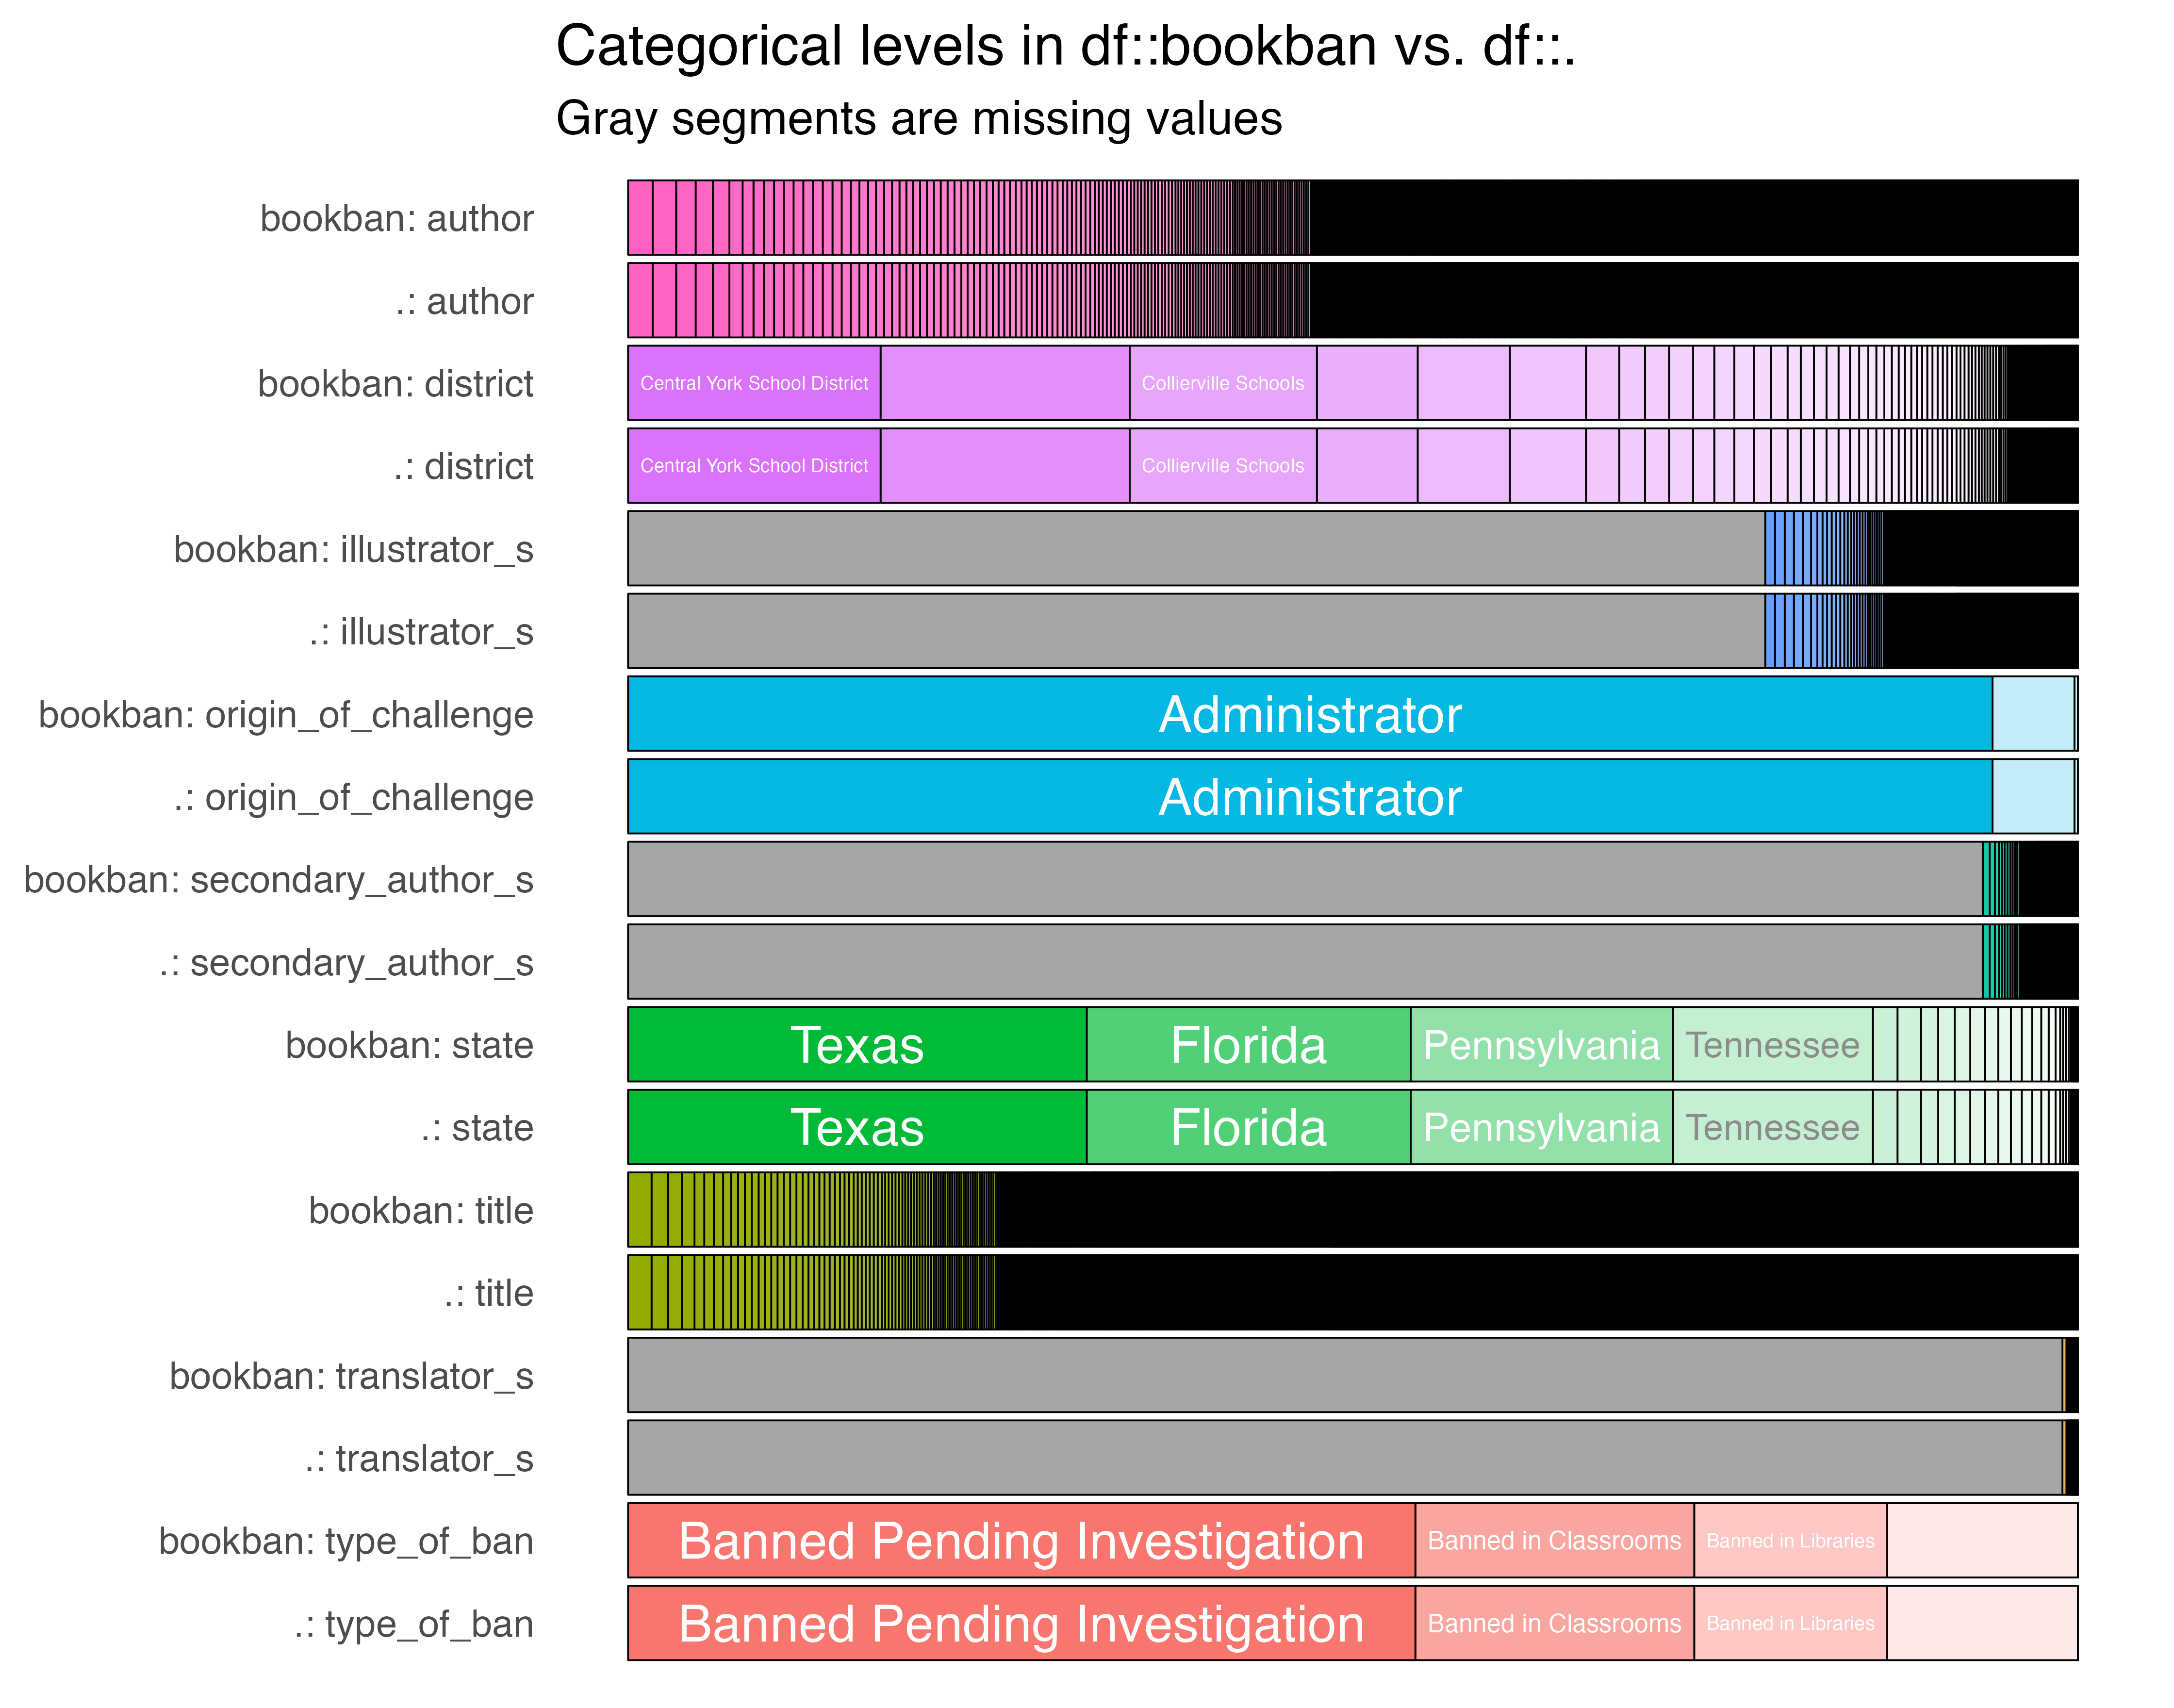 Categorical levels in df::bookban vs. df::.
Gray segments are missing values
bookban: author
.: author
bookban: district Central York School District Collierville Schools
.: district Central York School District Collierville Schools
bookban: illustrator_s
.: illustrator_s
bookban: origin_of_challenge Administrator
.: origin_of_challenge Administrator
bookban: secondary_author_s
.: secondary_author_s
bookban: state Texas Florida Pennsylvania Tennessee
.: state Texas Florida Pennsylvania Tennessee
bookban: title
.: title
bookban: translator_s
.: translator_s
bookban: type_of_ban Banned Pending Investigation Banned in Classrooms Banned in Libraries
.: type_of_ban Banned Pending Investigation Banned in Classrooms Banned in Libraries